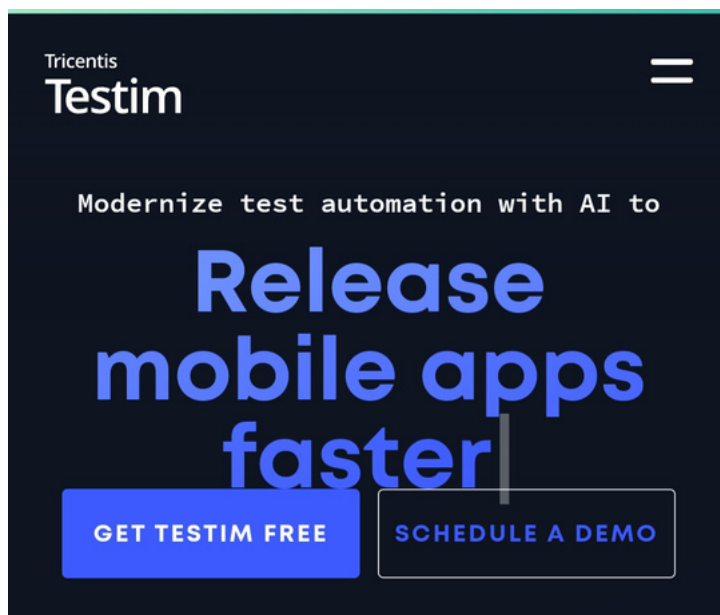 Tricentis
Testim
Modernize test automation with AI to
Release
mobile apps
faster
GET TESTIM FREE
SCHEDULE A DEMO